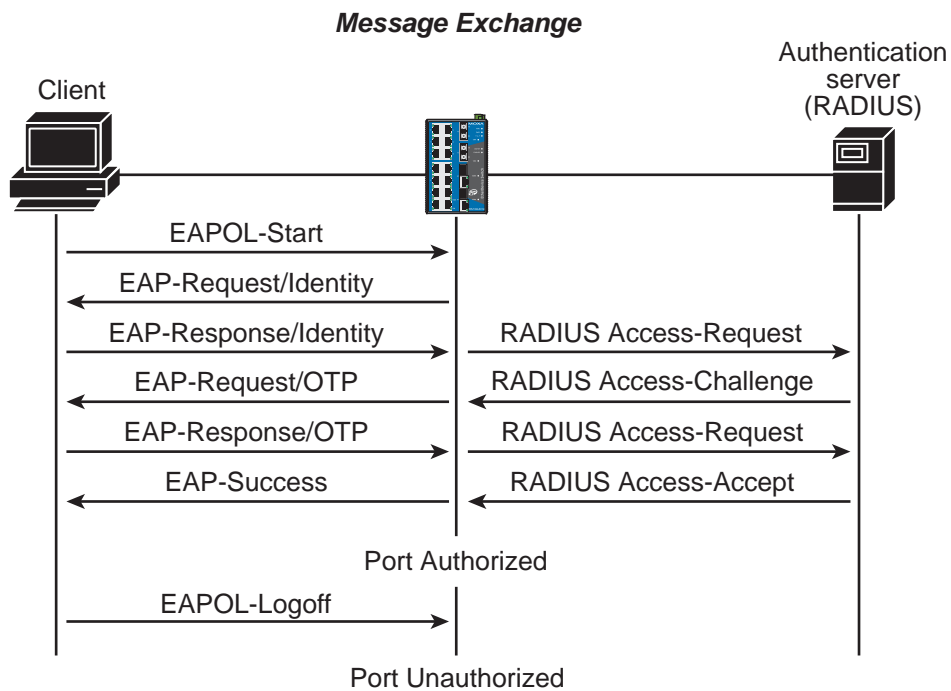 Message Exchange
Client
Authentication
server
(RADIUS)
EAPOL-Start
EAP-Request/Identity
EAP-Response/Identity
RADIUS Access-Request
EAP-Request/OTP
RADIUS Access-Challenge
EAP-Response/OTP
RADIUS Access-Request
EAP-Success
RADIUS Access-Accept
Port Authorized
EAPOL-Logoff
Port Unauthorized